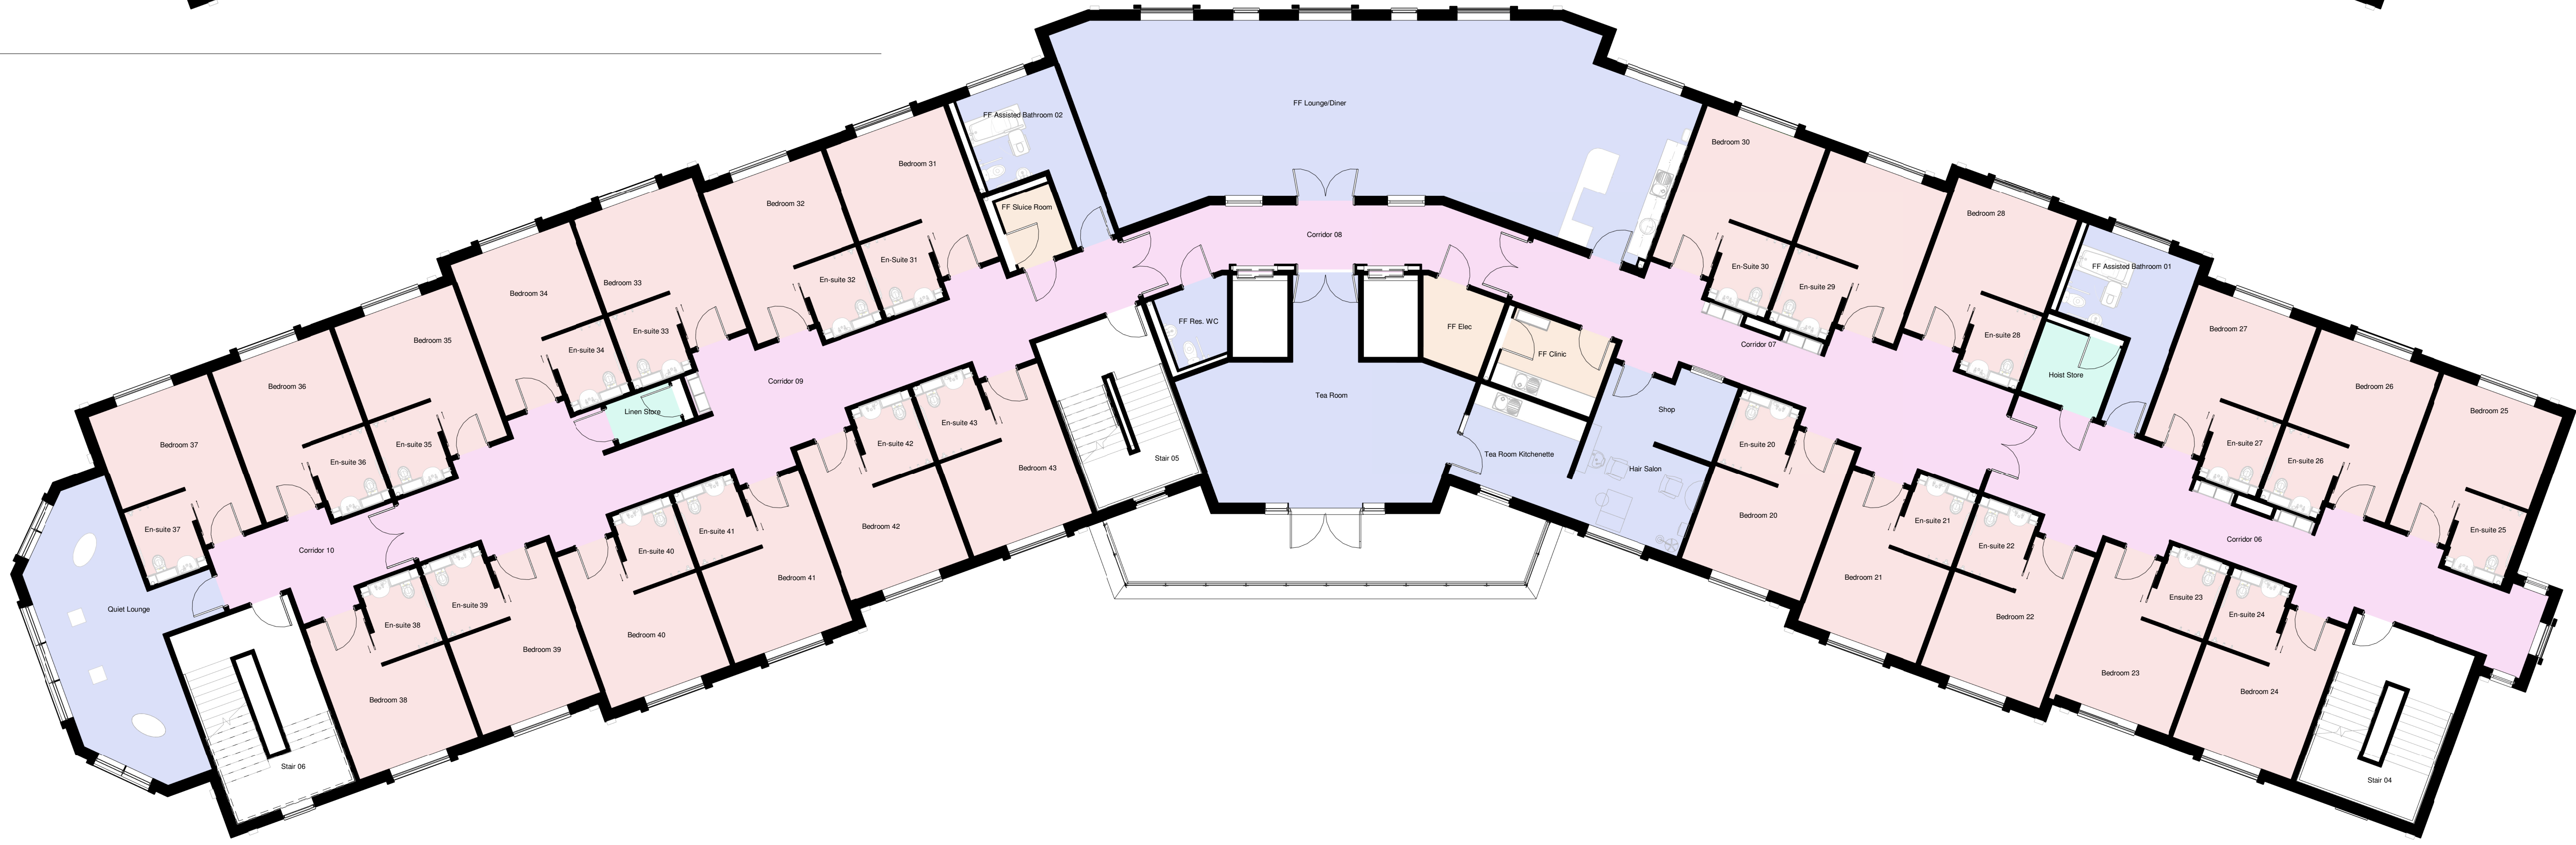 FF Lounge/Diner
FF Assisted Bathroom 02
Bedroom 30
Bedroom 31
Bedroom 32
FF Sluice Room
Bedroom 28
Corridor 08
En-Suite 31
En-Suite 30
FF Assisted Bathroom 01
En-suite 32
Bedroom 33
En-suite 29
Bedroom 34
FF Res. WC
FF Elec
Bedroom 27
En-suite 33
En-suite 28
Bedroom 35
Corridor 07
En-suite 34
FF Clinic
Hoist Store
Corridor 09
Bedroom 36
Bedroom 26
Tea Room
Linen Store
Shop
Bedroom 25
En-suite 43
En-suite 42
Bedroom 37
En-suite 35
En-suite 20
En-suite 27
Tea Room Kitchenette
Stair 05
En-suite 36
En-suite 26
Bedroom 43
Hair Salon
Bedroom 20
En-suite 21
En-suite 37
En-suite 41
Bedroom 42
En-suite 25
Corridor 10
En-suite 40
En-suite 22
Corridor 06
Bedroom 41
Bedroom 21
Quiet Lounge
En-suite 39
Ensuite 23
En-suite 38
Bedroom 22
En-suite 24
Bedroom 40
Bedroom 39
Bedroom 23
Bedroom 38
Bedroom 24
Stair 06
Stair 04